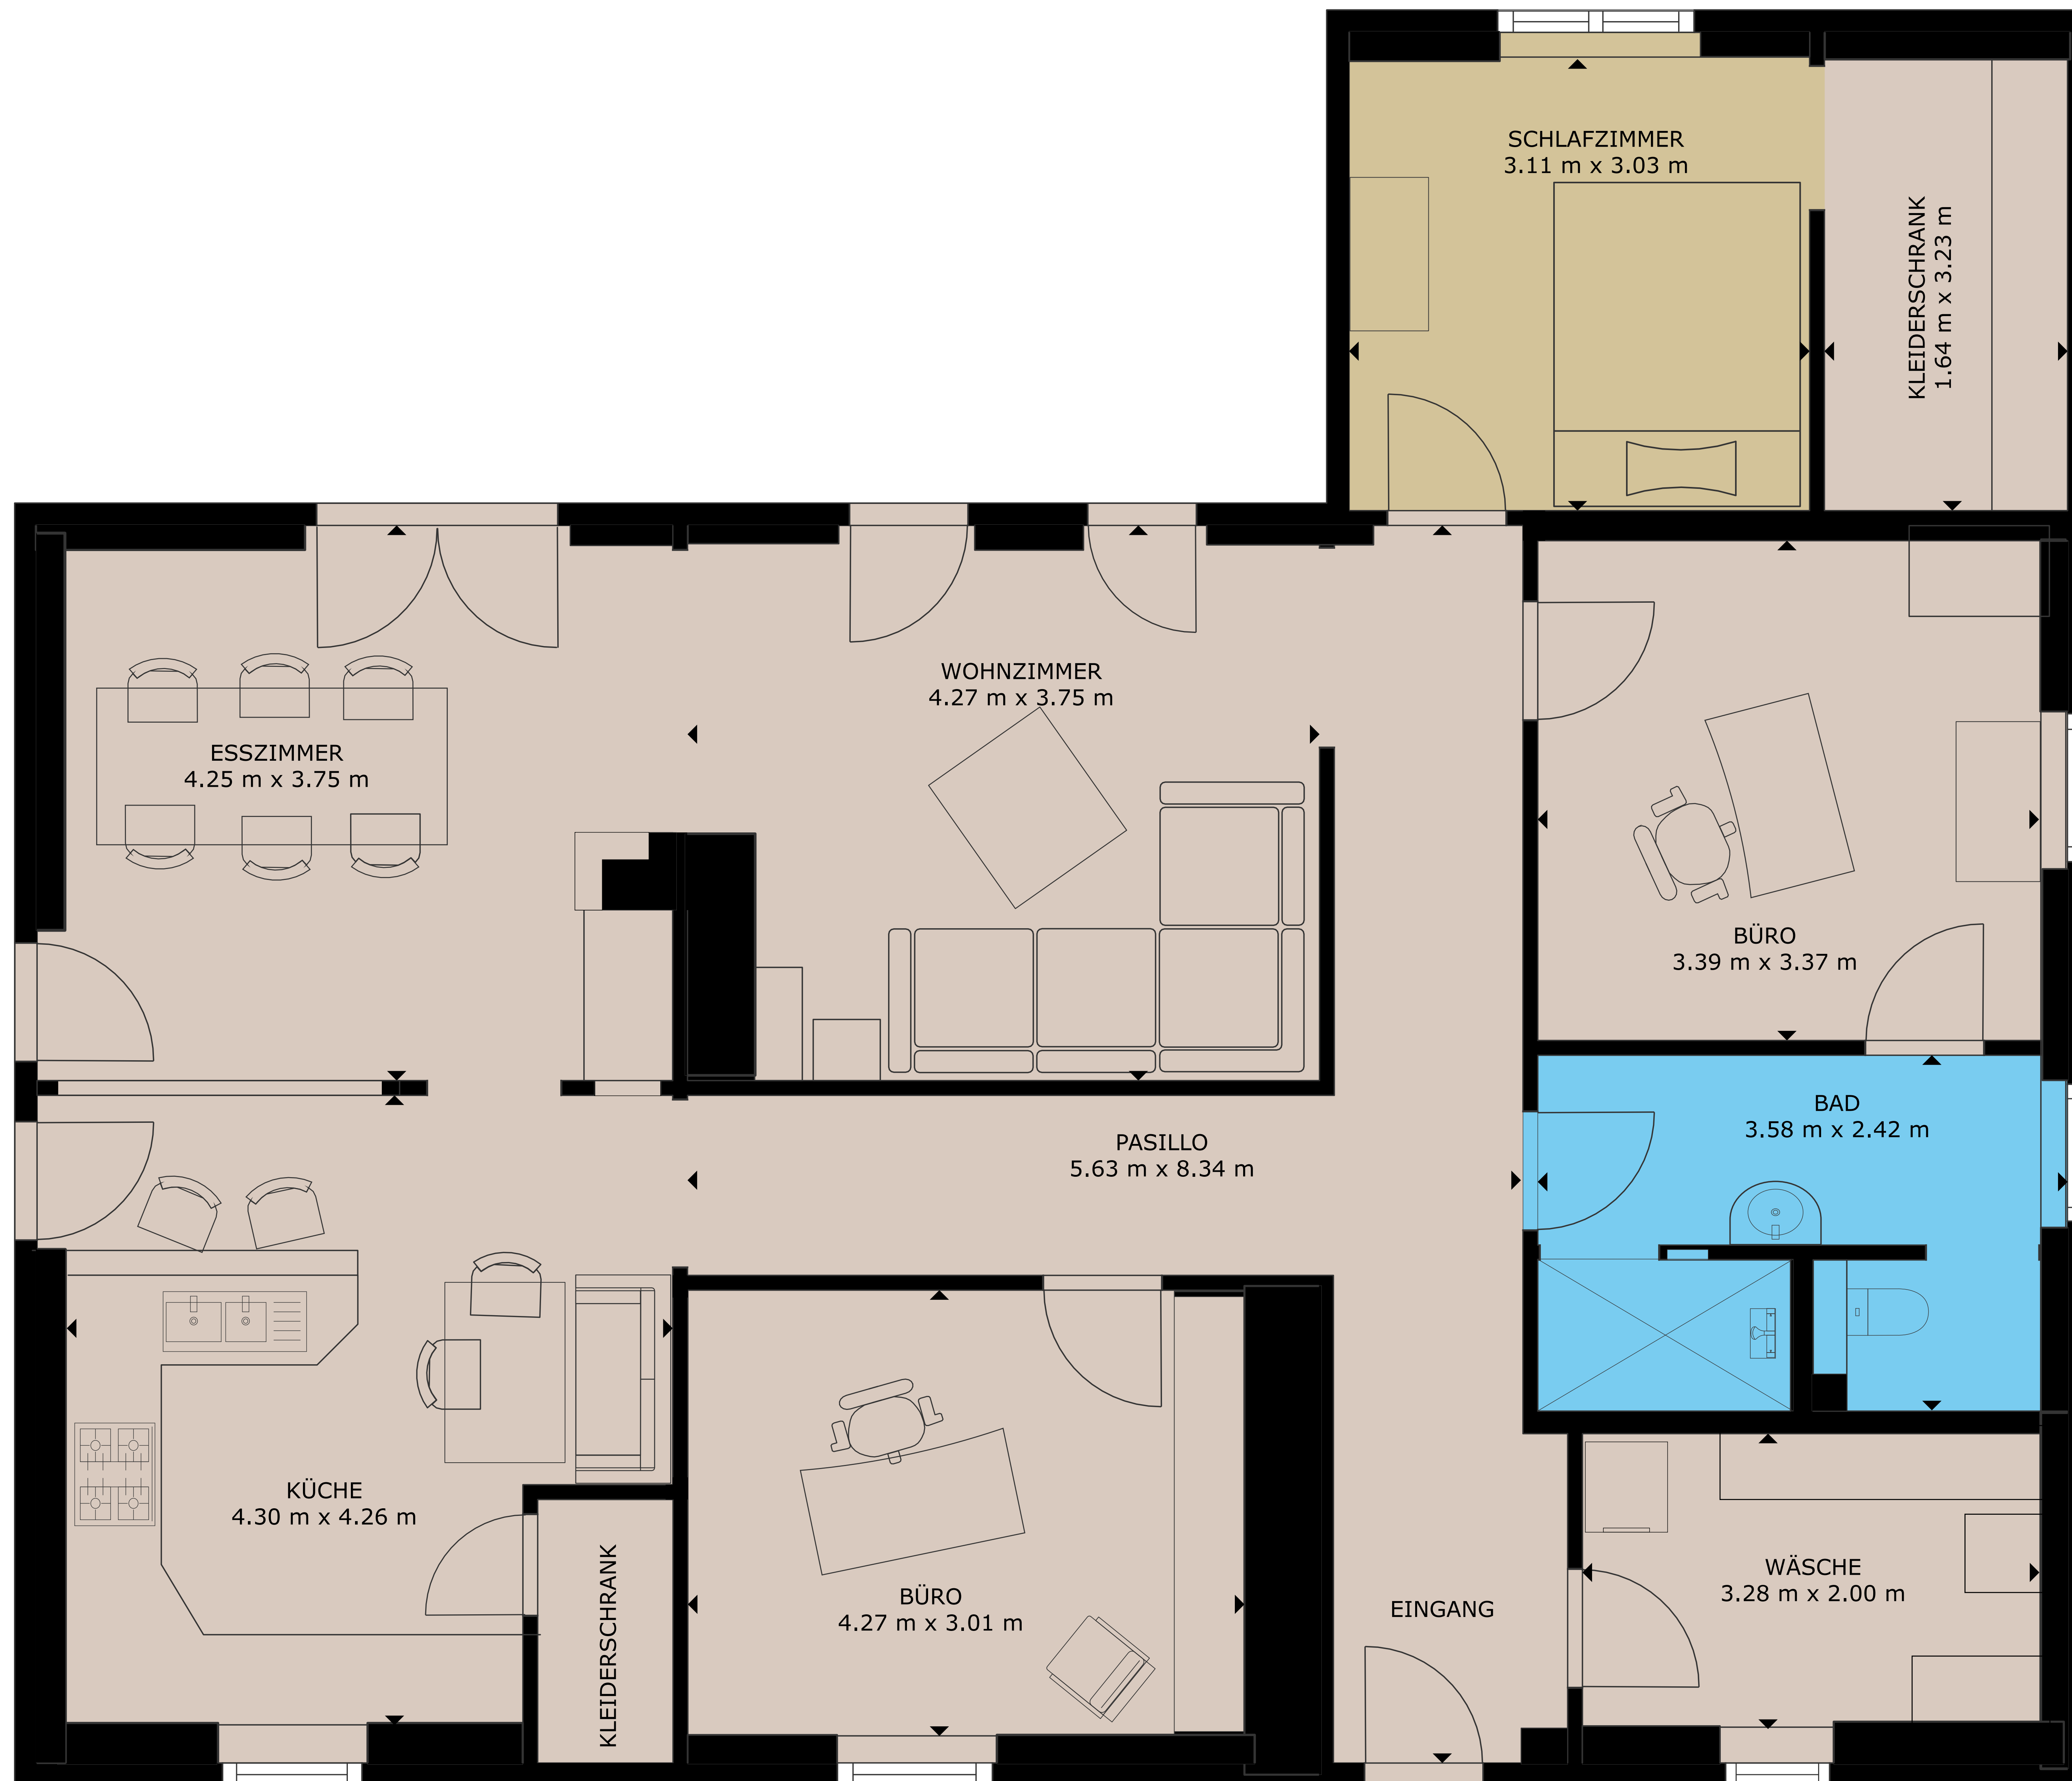 SCHLAFZIMMER
3.11 m x 3.03 m
KLEIDERSCHRANK
1.64 m x 3.23 m
WOHNZIMMER
4.27 m x 3.75 m
ESSZIMMER
4.25 m x 3.75 m
BÜRO
3.39 m x 3.37 m
BAD
3.58 m x 2.42 m
PASILLO
5.63 m x 8.34 m
KÜCHE
4.30 m x 4.26 m
KLEIDERSCHRANK
BÜRO
4.27 m x 3.01 m
EINGANG
WÄSCHE
3.28 m x 2.00 m